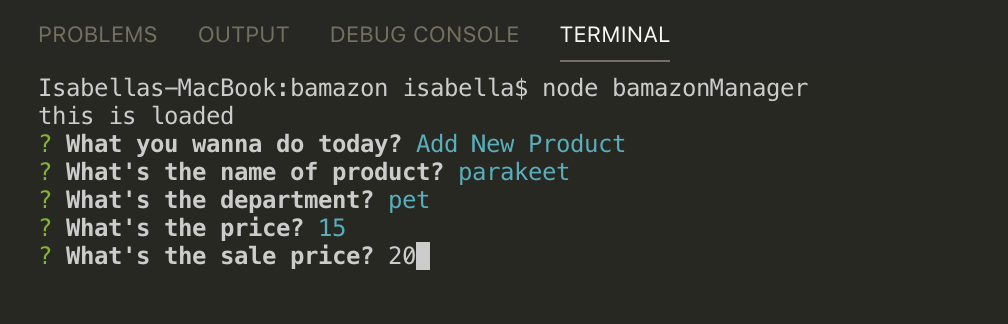 PROBLEMS OUTPUT DEBUG CONSOLE TERMINAL
Isabellas-MacBook:bamazon isabella$ node bamazonManager
this is loaded
? What you wanna do today? Add New Product
? What's the name of product? parakeet
? What's the department? pet
? What's the price? 15
? What's the sale price? 20